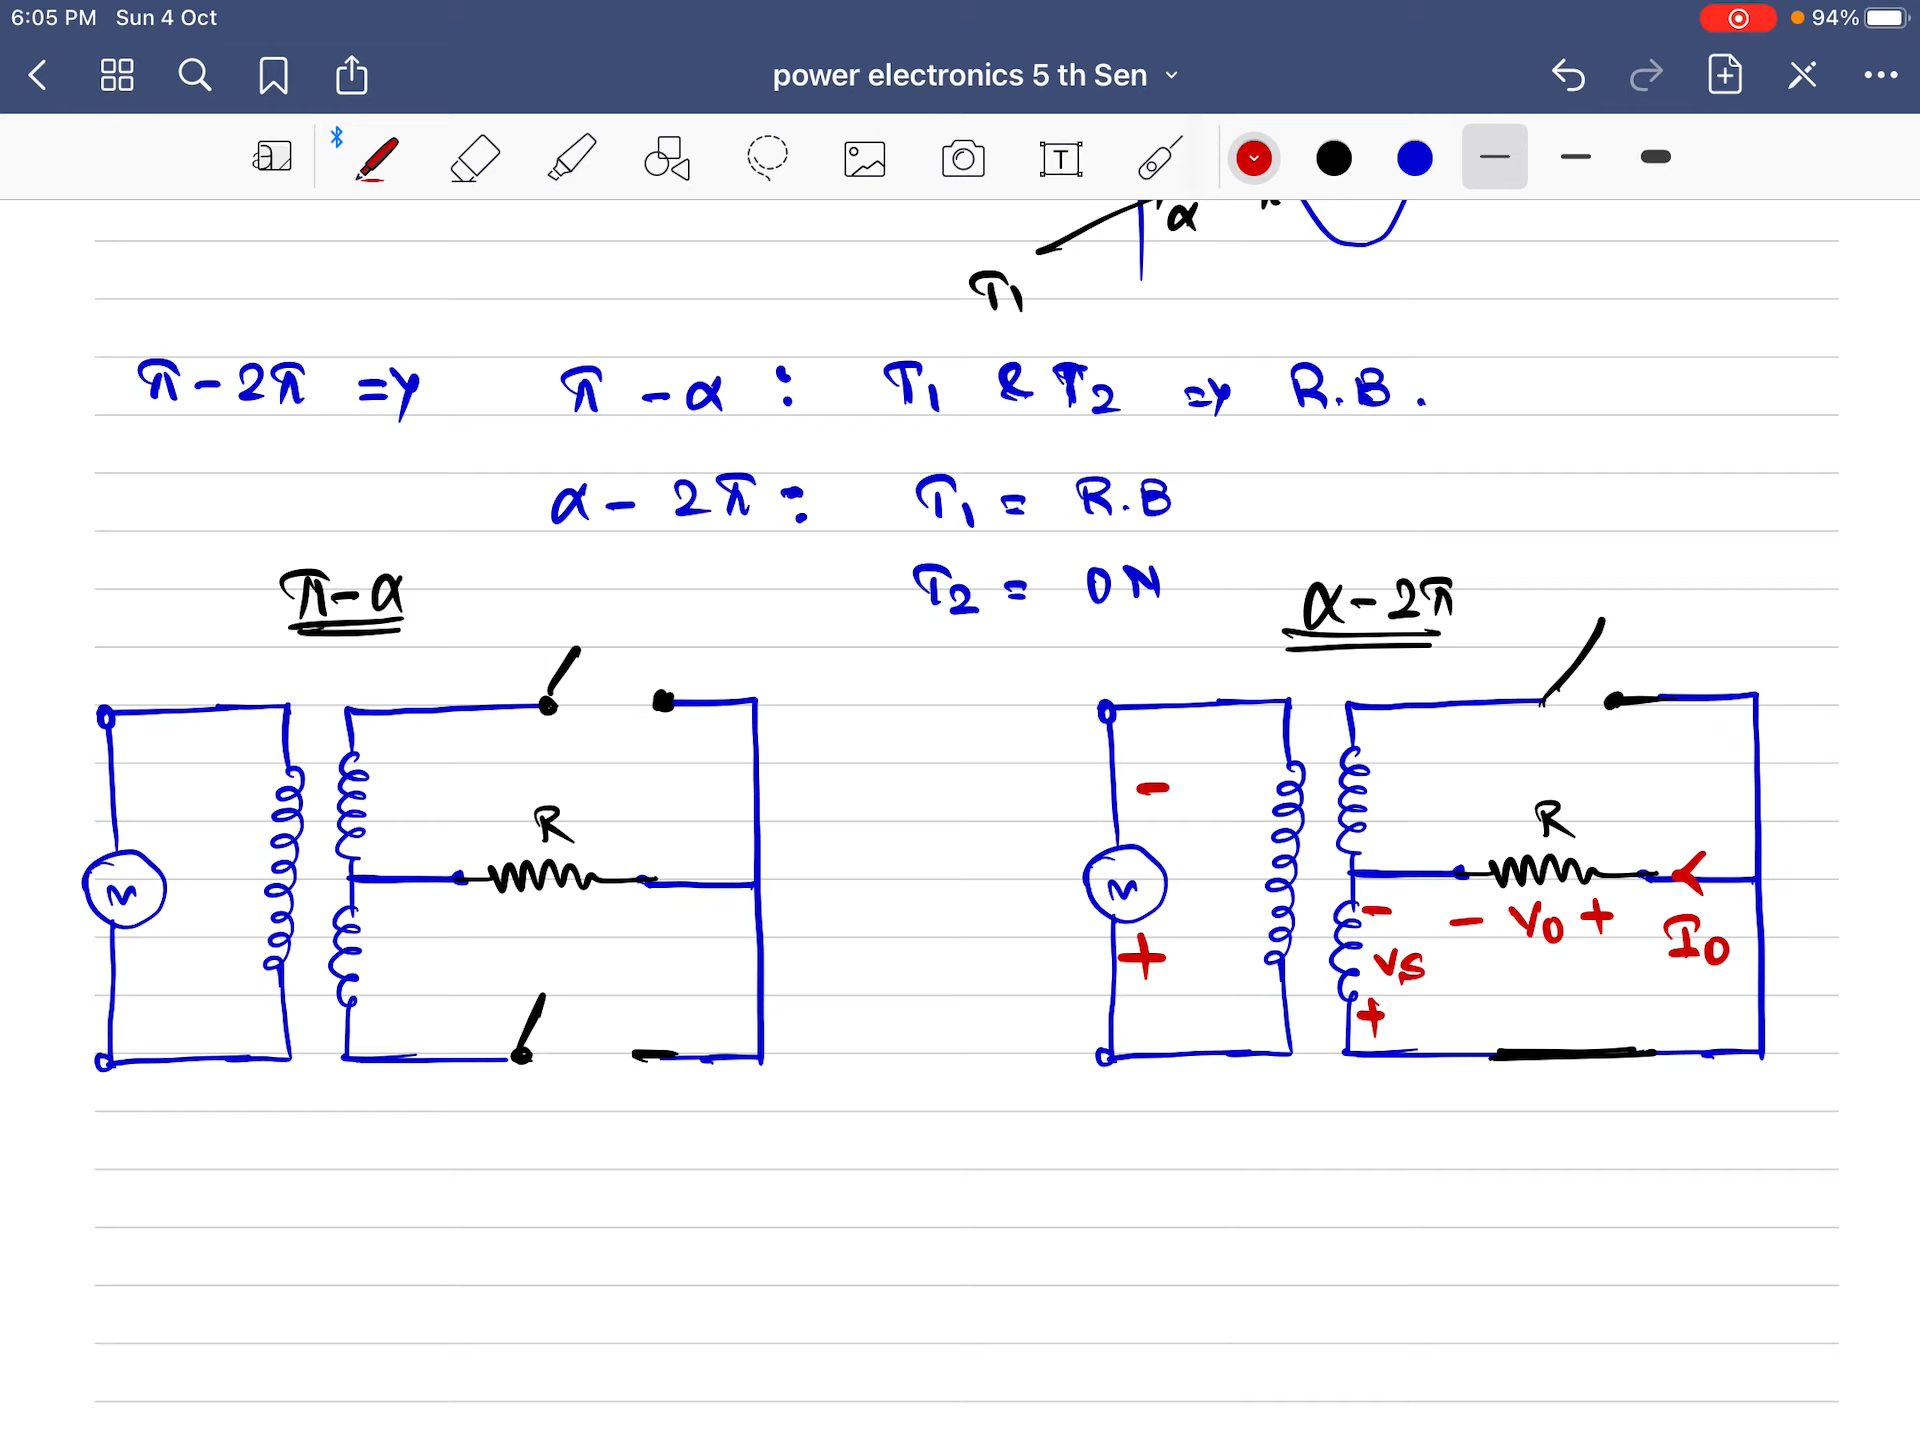 6:05 PM Sun 4 Oct 94%
power electronics 5 th Sen
T
α
π
T1
π - 2π => π - α : T1 & T2 => R.B.
α - 2π : T1 = R.B
T2 = ON
π - α
α - 2π
R
R
-
+
- Vs +
- Vo +
Io